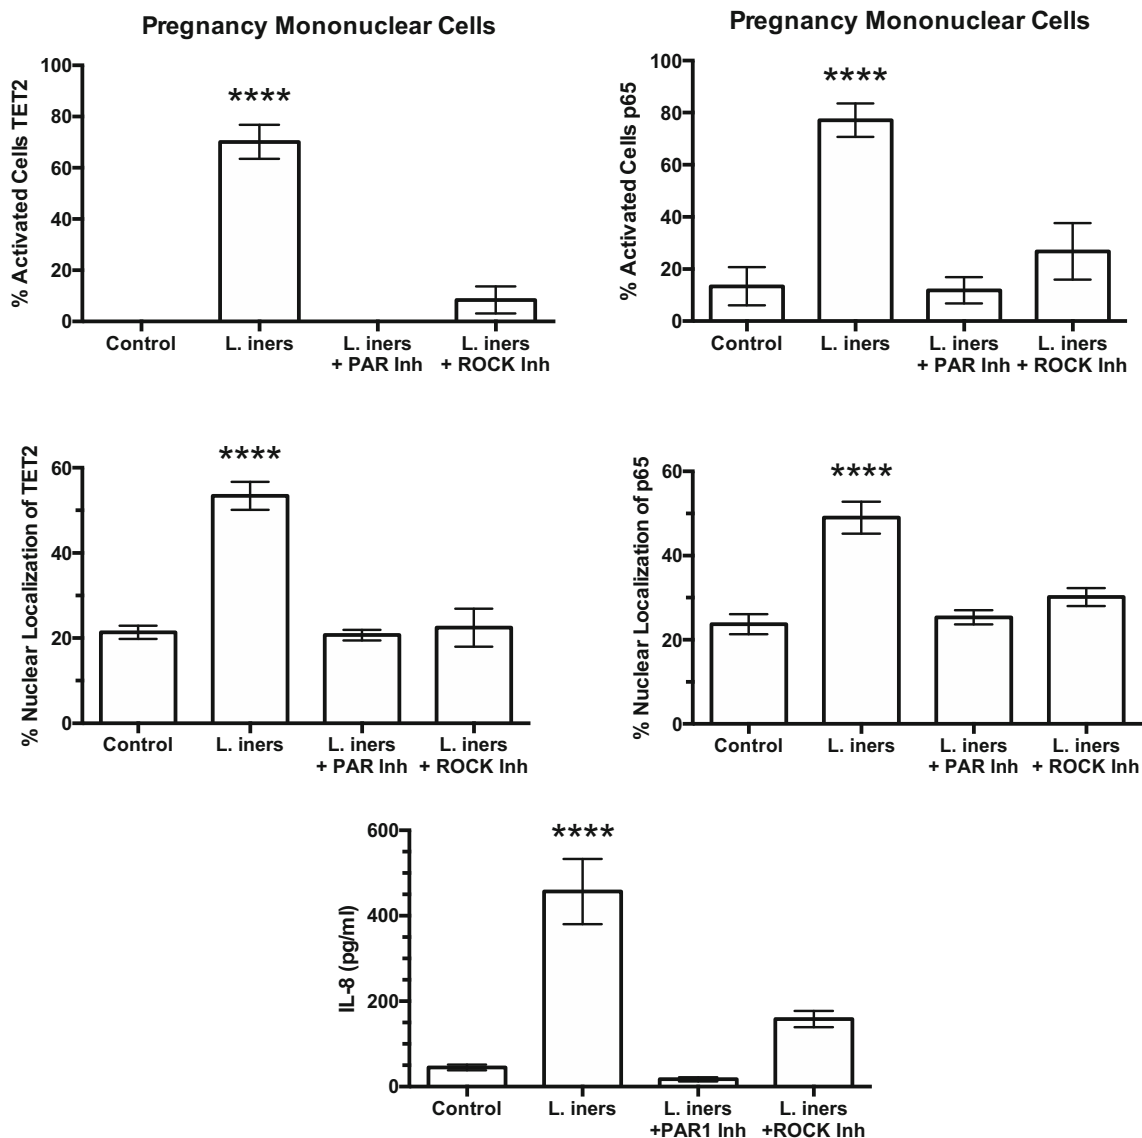 Pregnancy Mononuclear Cells
% Activated Cells TET2
100
80
60
40
20
0
****
Control
L. iners
L. iners
+ PAR Inh
L. iners
+ ROCK Inh
Pregnancy Mononuclear Cells
% Activated Cells p65
100
80
60
40
20
0
****
Control
L. iners
L. iners
+ PAR Inh
L. iners
+ ROCK Inh
% Nuclear Localization of TET2
60
40
20
0
****
Control
L. iners
L. iners
+ PAR Inh
L. iners
+ ROCK Inh
% Nuclear Localization of p65
60
40
20
0
****
Control
L. iners
L. iners
+ PAR Inh
L. iners
+ ROCK Inh
IL-8 (pg/ml)
600
400
200
0
****
Control
L. iners
L. iners
+PAR1 Inh
L. iners
+ROCK Inh